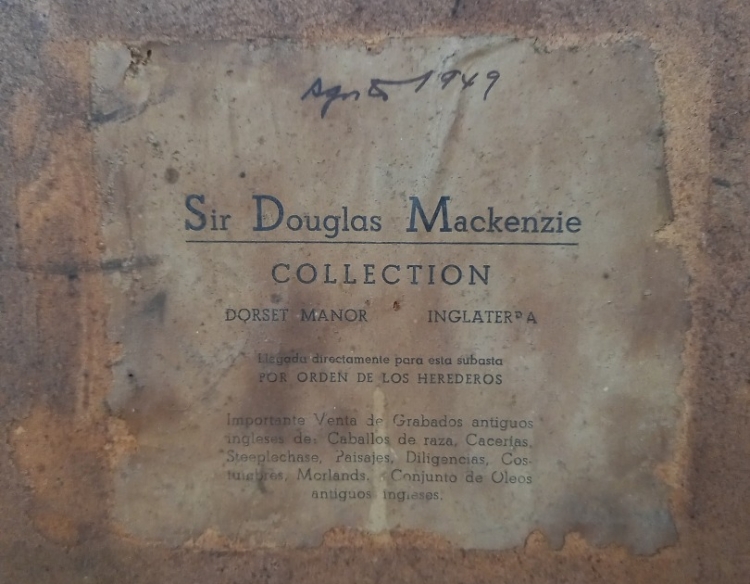 Agosto 1949
Sir Douglas Mackenzie
COLLECTION
DORSET MANOR INGLATERRA
Llegada directamente para esta subasta
POR ORDEN DE LOS HEREDEROS
Importante Venta de Grabados antiguos
ingleses de: Caballos de raza, Cacerías,
Steeplechase, Paisajes, Diligencias, Cos-
tumbres, Morlands. Conjunto de Oleos
antiguos ingleses.